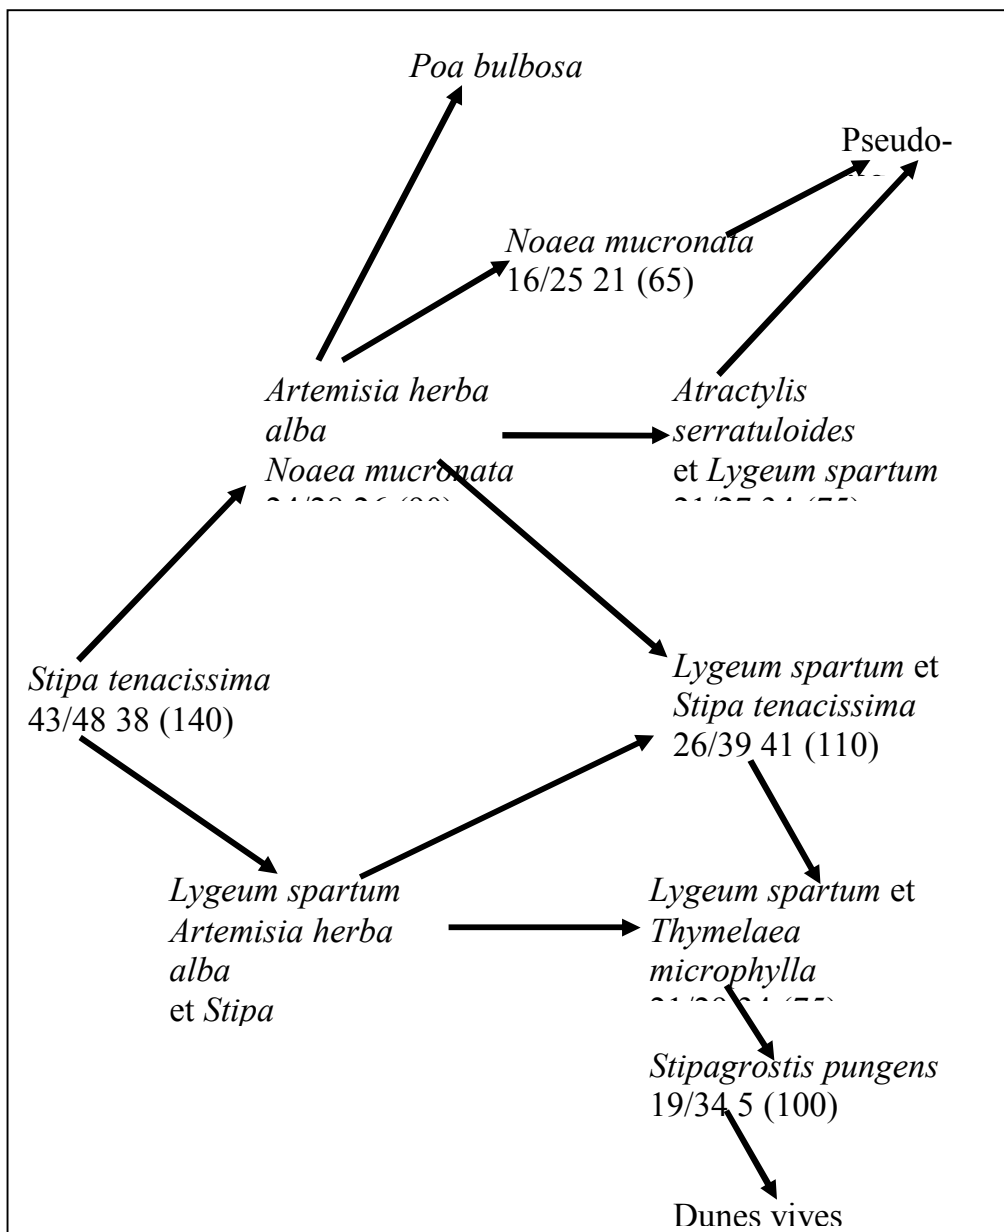 Poa bulbosa
Pseudo-
Noaea mucronata
16/25 21 (65)
Artemisia herba
alba
Noaea mucronata
Atractylis
serratuloides
et Lygeum spartum
Stipa tenacissima
43/48 38 (140)
Lygeum spartum et
Stipa tenacissima
26/39 41 (110)
Lygeum spartum
Artemisia herba
alba
et Stipa
Lygeum spartum et
Thymelaea
microphylla
Stipagrostis pungens
19/34 5 (100)
Dunes vives